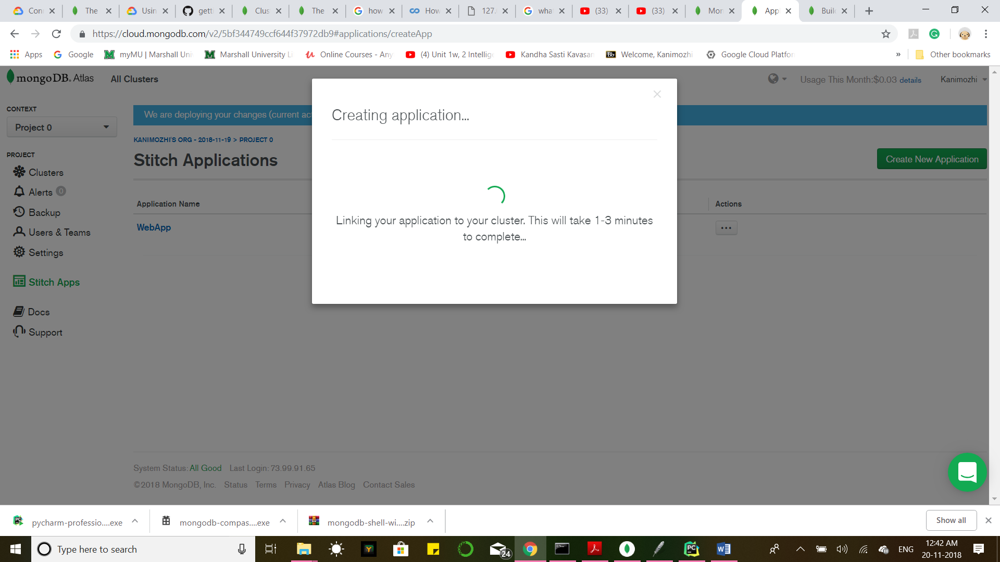 Con
The
Usin
getti
Clus
The
how
How
127.
wha
(33)
(33)
Mon
App
Buil
https://cloud.mongodb.com/v2/5bf344749ccf644f37972db9#applications/createApp
Apps
Google
myMU | Marshall Uni
Marshall University Li
Online Courses - Any
(4) Unit 1w, 2 Intellige
Kandha Sasti Kavasam
Welcome, Kanimozhi
Google Cloud Platfor
»
Other bookmarks
mongoDB. Atlas
All Clusters
Usage This Month:$0.03 details
Kanimozhi
CONTEXT
Project 0
PROJECT
Clusters
Alerts 0
Backup
Users & Teams
Settings
Stitch Apps
Docs
Support
We are deploying your changes (current act
KANIMOZHI'S ORG - 2018-11-19 > PROJECT 0
Stitch Applications
Create New Application
Application Name
Actions
WebApp
Creating application...
Linking your application to your cluster. This will take 1-3 minutes
to complete...
System Status: All Good Last Login: 73.99.91.65
©2018 MongoDB, Inc. Status Terms Privacy Atlas Blog Contact Sales
pycharm-professio....exe
mongodb-compas....exe
mongodb-shell-wi....zip
Show all
Type here to search
24
ENG
12:42 AM
20-11-2018